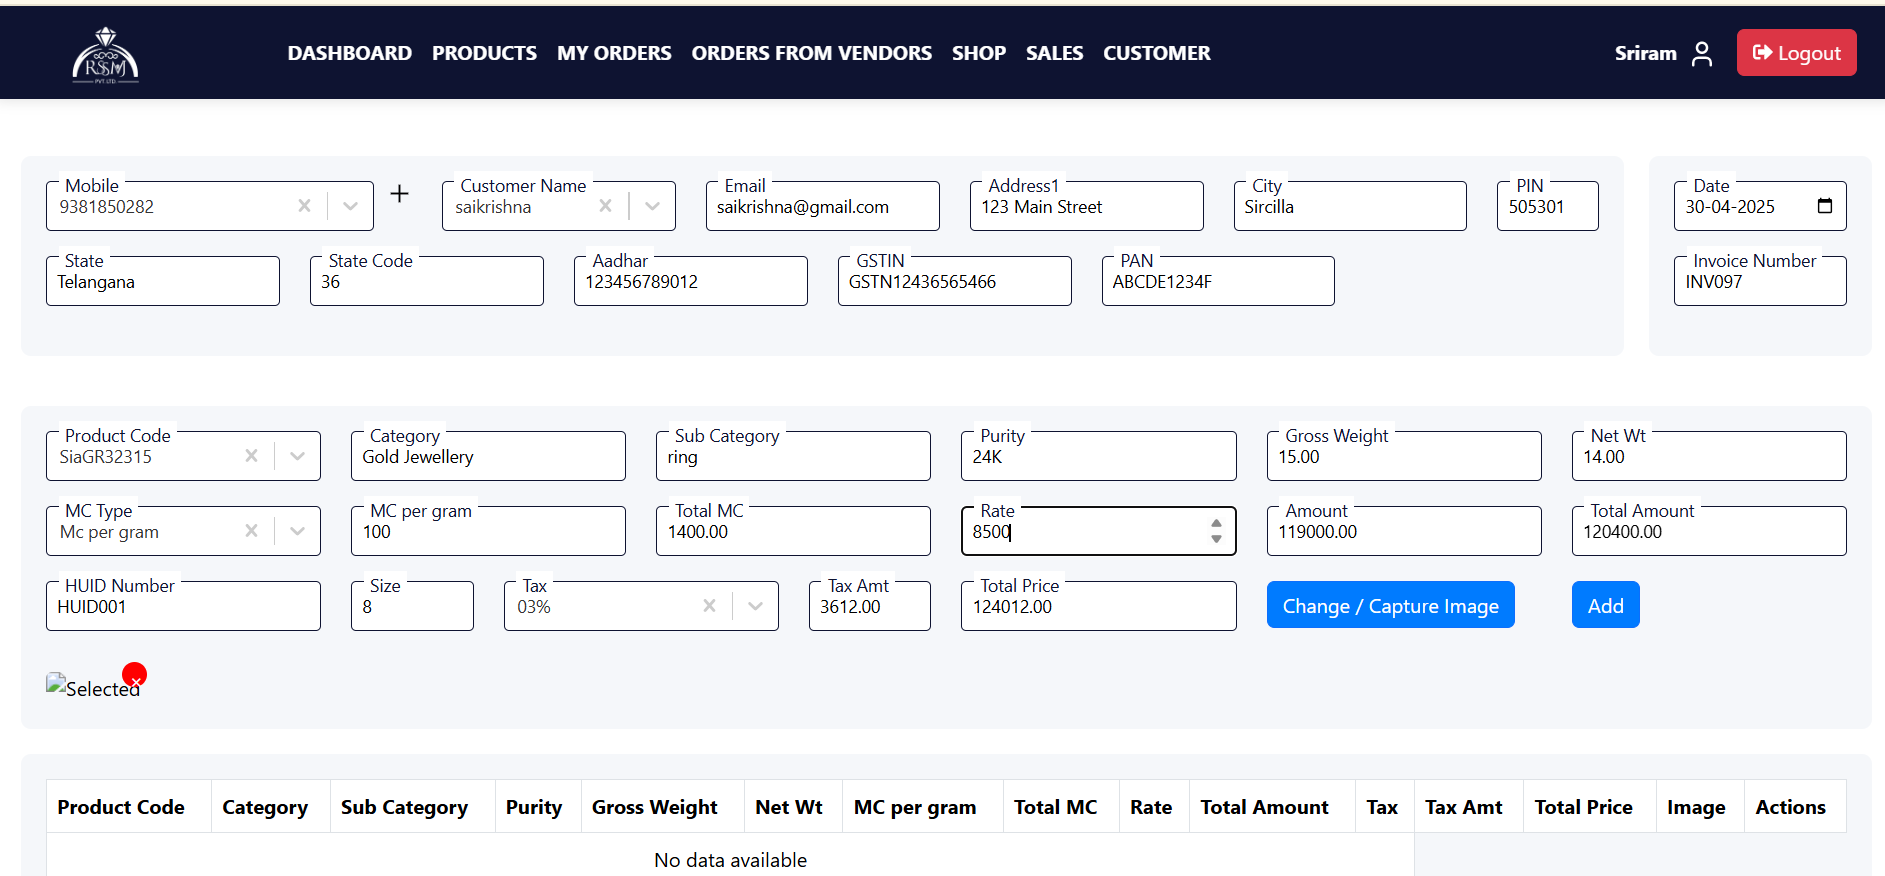 RSM
PVT LTD
DASHBOARD PRODUCTS MY ORDERS ORDERS FROM VENDORS SHOP SALES CUSTOMER Sriram Logout
Mobile Customer Name Email Address1 City PIN Date
9381850282 saikrishna saikrishna@gmail.com 123 Main Street Sircilla 505301 30-04-2025
State State Code Aadhar GSTIN PAN Invoice Number
Telangana 36 123456789012 GSTN12436565466 ABCDE1234F INV097
Product Code Category Sub Category Purity Gross Weight Net Wt
SiaGR32315 Gold Jewellery ring 24K 15.00 14.00
MC Type MC per gram Total MC Rate Amount Total Amount
Mc per gram 100 1400.00 8500 119000.00 120400.00
HUID Number Size Tax Tax Amt Total Price
HUID001 8 03% 3612.00 124012.00 Change / Capture Image Add
Selected
Product Code Category Sub Category Purity Gross Weight Net Wt MC per gram Total MC Rate Total Amount Tax Tax Amt Total Price Image Actions
No data available